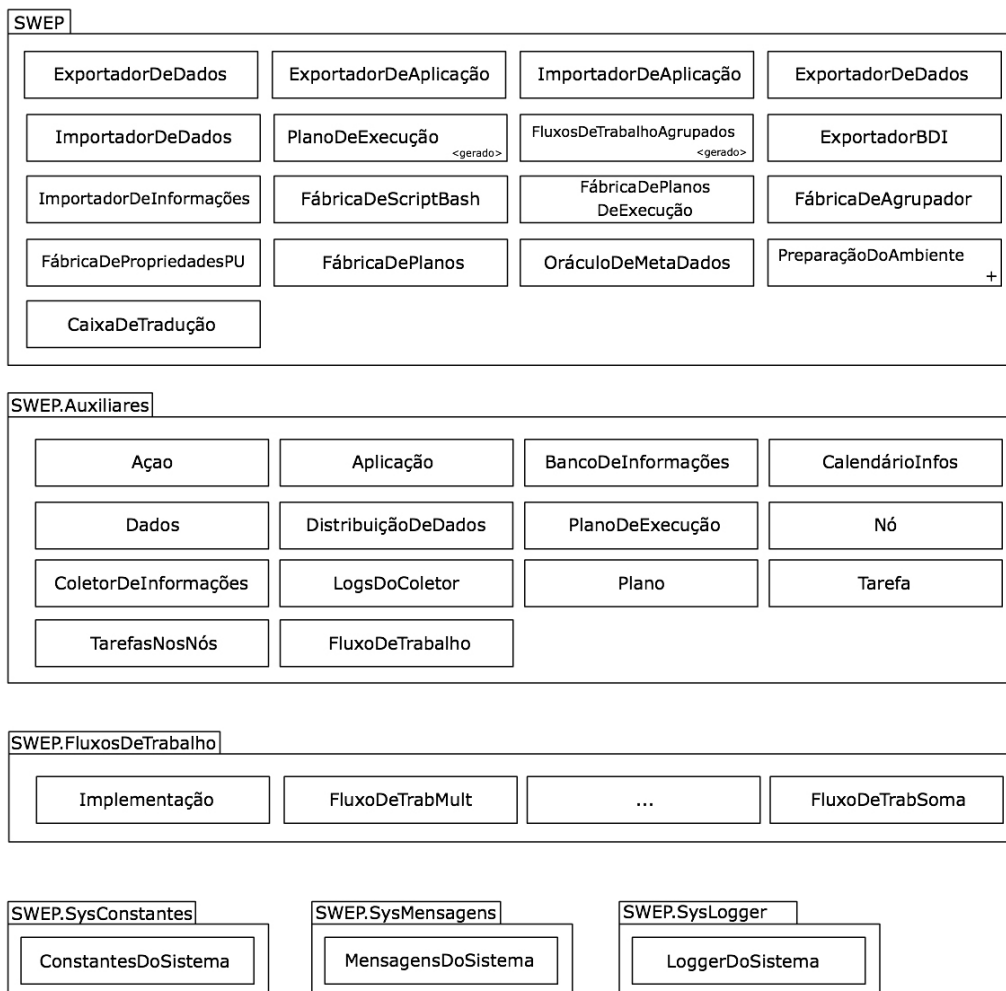 SWEP
ExportadorDeDados
ExportadorDeAplicação
ImportadorDeAplicação
ExportadorDeDados
ImportadorDeDados
PlanoDeExecução
<gerado>
FluxosDeTrabalhoAgrupados
<gerado>
ExportadorBDI
ImportadorDeInformações
FábricaDeScriptBash
FábricaDePlanos
DeExecução
FábricaDeAgrupador
FábricaDePropriedadesPU
FábricaDePlanos
OráculoDeMetaDados
PreparaçãoDoAmbiente
+
CaixaDeTradução
SWEP.Auxiliares
Açao
Aplicação
BancoDeInformações
CalendárioInfos
Dados
DistribuiçãoDeDados
PlanoDeExecução
Nó
ColetorDeInformações
LogsDoColetor
Plano
Tarefa
TarefasNosNós
FluxoDeTrabalho
SWEP.FluxosDeTrabalho
Implementação
FluxoDeTrabMult
...
FluxoDeTrabSoma
SWEP.SysConstantes
ConstantesDoSistema
SWEP.SysMensagens
MensagensDoSistema
SWEP.SysLogger
LoggerDoSistema